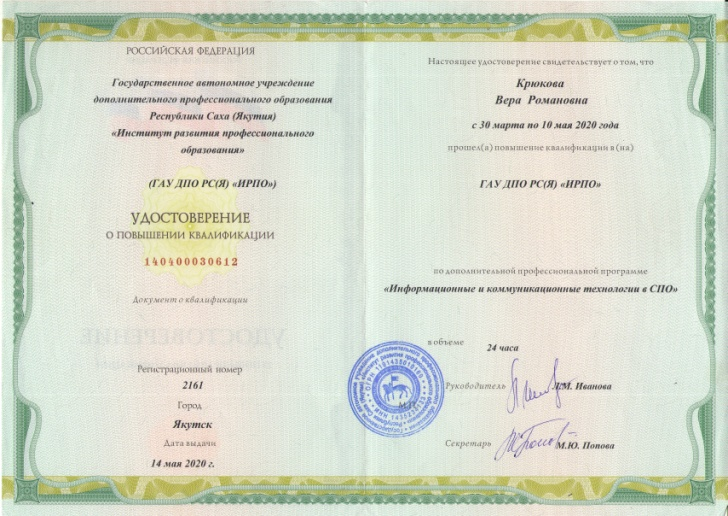 РОССИЙСКАЯ ФЕДЕРАЦИЯ
Государственное автономное учреждение
дополнительного профессионального образования
Республики Саха (Якутия)
«Институт развития профессионального
образования»
(ГАУ ДПО РС(Я) «ИРПО»)
УДОСТОВЕРЕНИЕ
О ПОВЫШЕНИИ КВАЛИФИКАЦИИ
140400030612
Документ о квалификации
Регистрационный номер
2161
Город
Якутск
Дата выдачи
14 мая 2020 г.
Настоящее удостоверение свидетельствует о том, что
Крюкова
Вера Романовна
с 30 марта по 10 мая 2020 года
прошел(а) повышение квалификации в (на)
ГАУ ДПО РС(Я) «ИРПО»
по дополнительной профессиональной программе
«Информационные и коммуникационные технологии в СПО»
в объеме 24 часа
Руководитель Л.М. Иванова
М.П.
Секретарь М.Ю. Попова